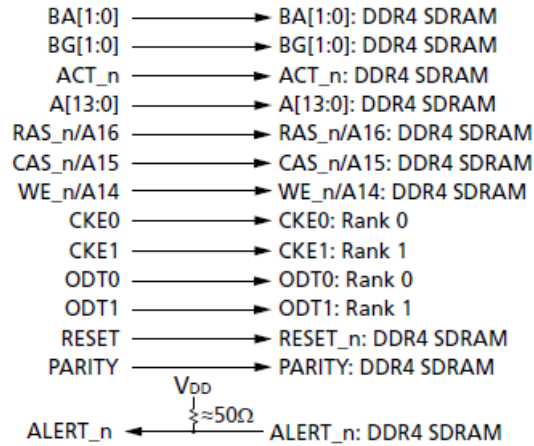 BA[1:0] BA[1:0]: DDR4 SDRAM
BG[1:0] BG[1:0]: DDR4 SDRAM
ACT_n ACT_n: DDR4 SDRAM
A[13:0] A[13:0]: DDR4 SDRAM
RAS_n/A16 RAS_n/A16: DDR4 SDRAM
CAS_n/A15 CAS_n/A15: DDR4 SDRAM
WE_n/A14 WE_n/A14: DDR4 SDRAM
CKE0 CKE0: Rank 0
CKE1 CKE1: Rank 1
ODT0 ODT0: Rank 0
ODT1 ODT1: Rank 1
RESET RESET_n: DDR4 SDRAM
PARITY PARITY: DDR4 SDRAM
VDD
≈50Ω
ALERT_n ALERT_n: DDR4 SDRAM